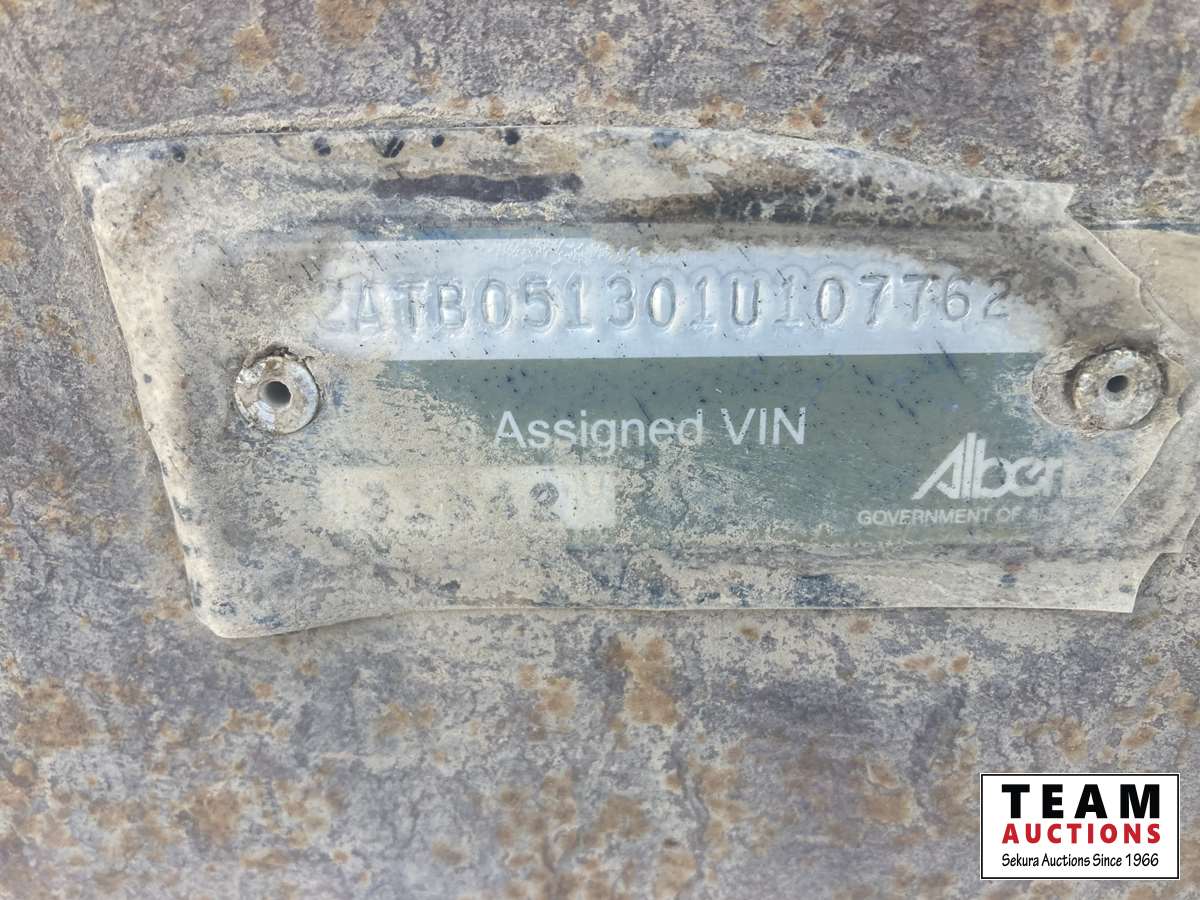 2ATB051301U107762
Assigned VIN
Alber
GOVERNMENT OF
TEAM
AUCTIONS
Sekura Auctions Since 1966